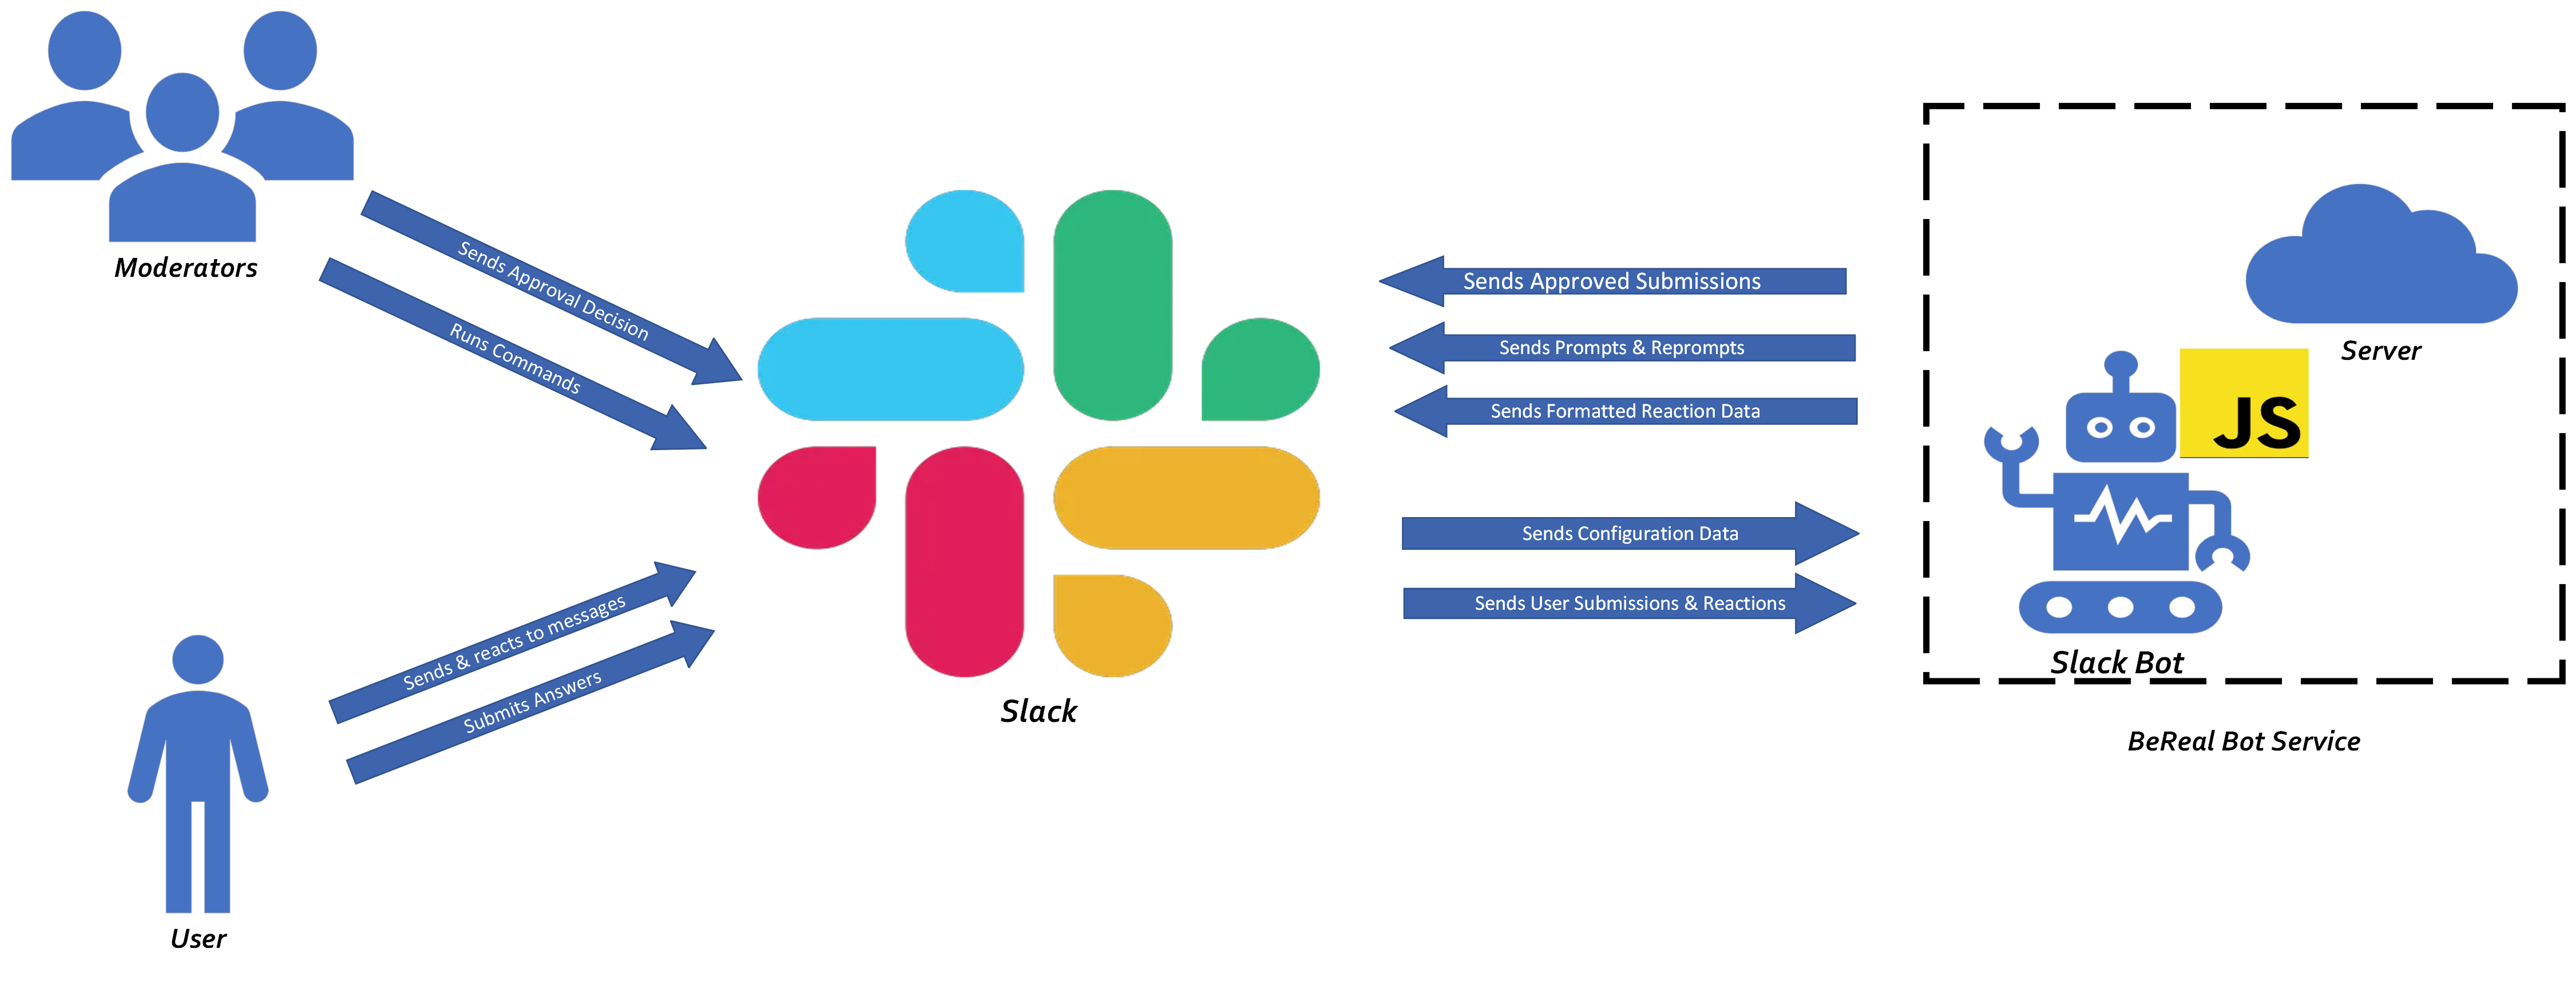 Moderators
Sends Approval Decision
Runs Commands
Sends & reacts to messages
Submits Answers
User
Slack
Sends Approved Submissions
Sends Prompts & Reprompts
Sends Formatted Reaction Data
Sends Configuration Data
Sends User Submissions & Reactions
Server
JS
Slack Bot
BeReal Bot Service